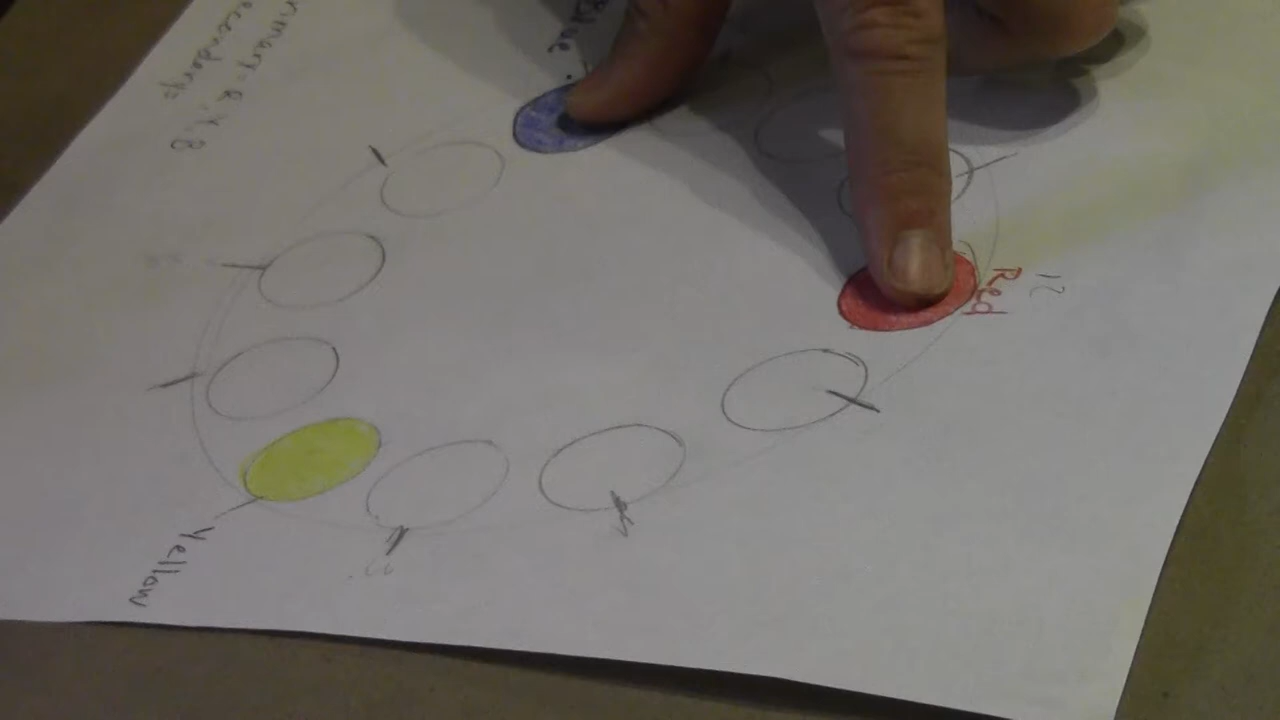 Primary = R, Y, B
Secondary =
Blue
12
Red
Yellow